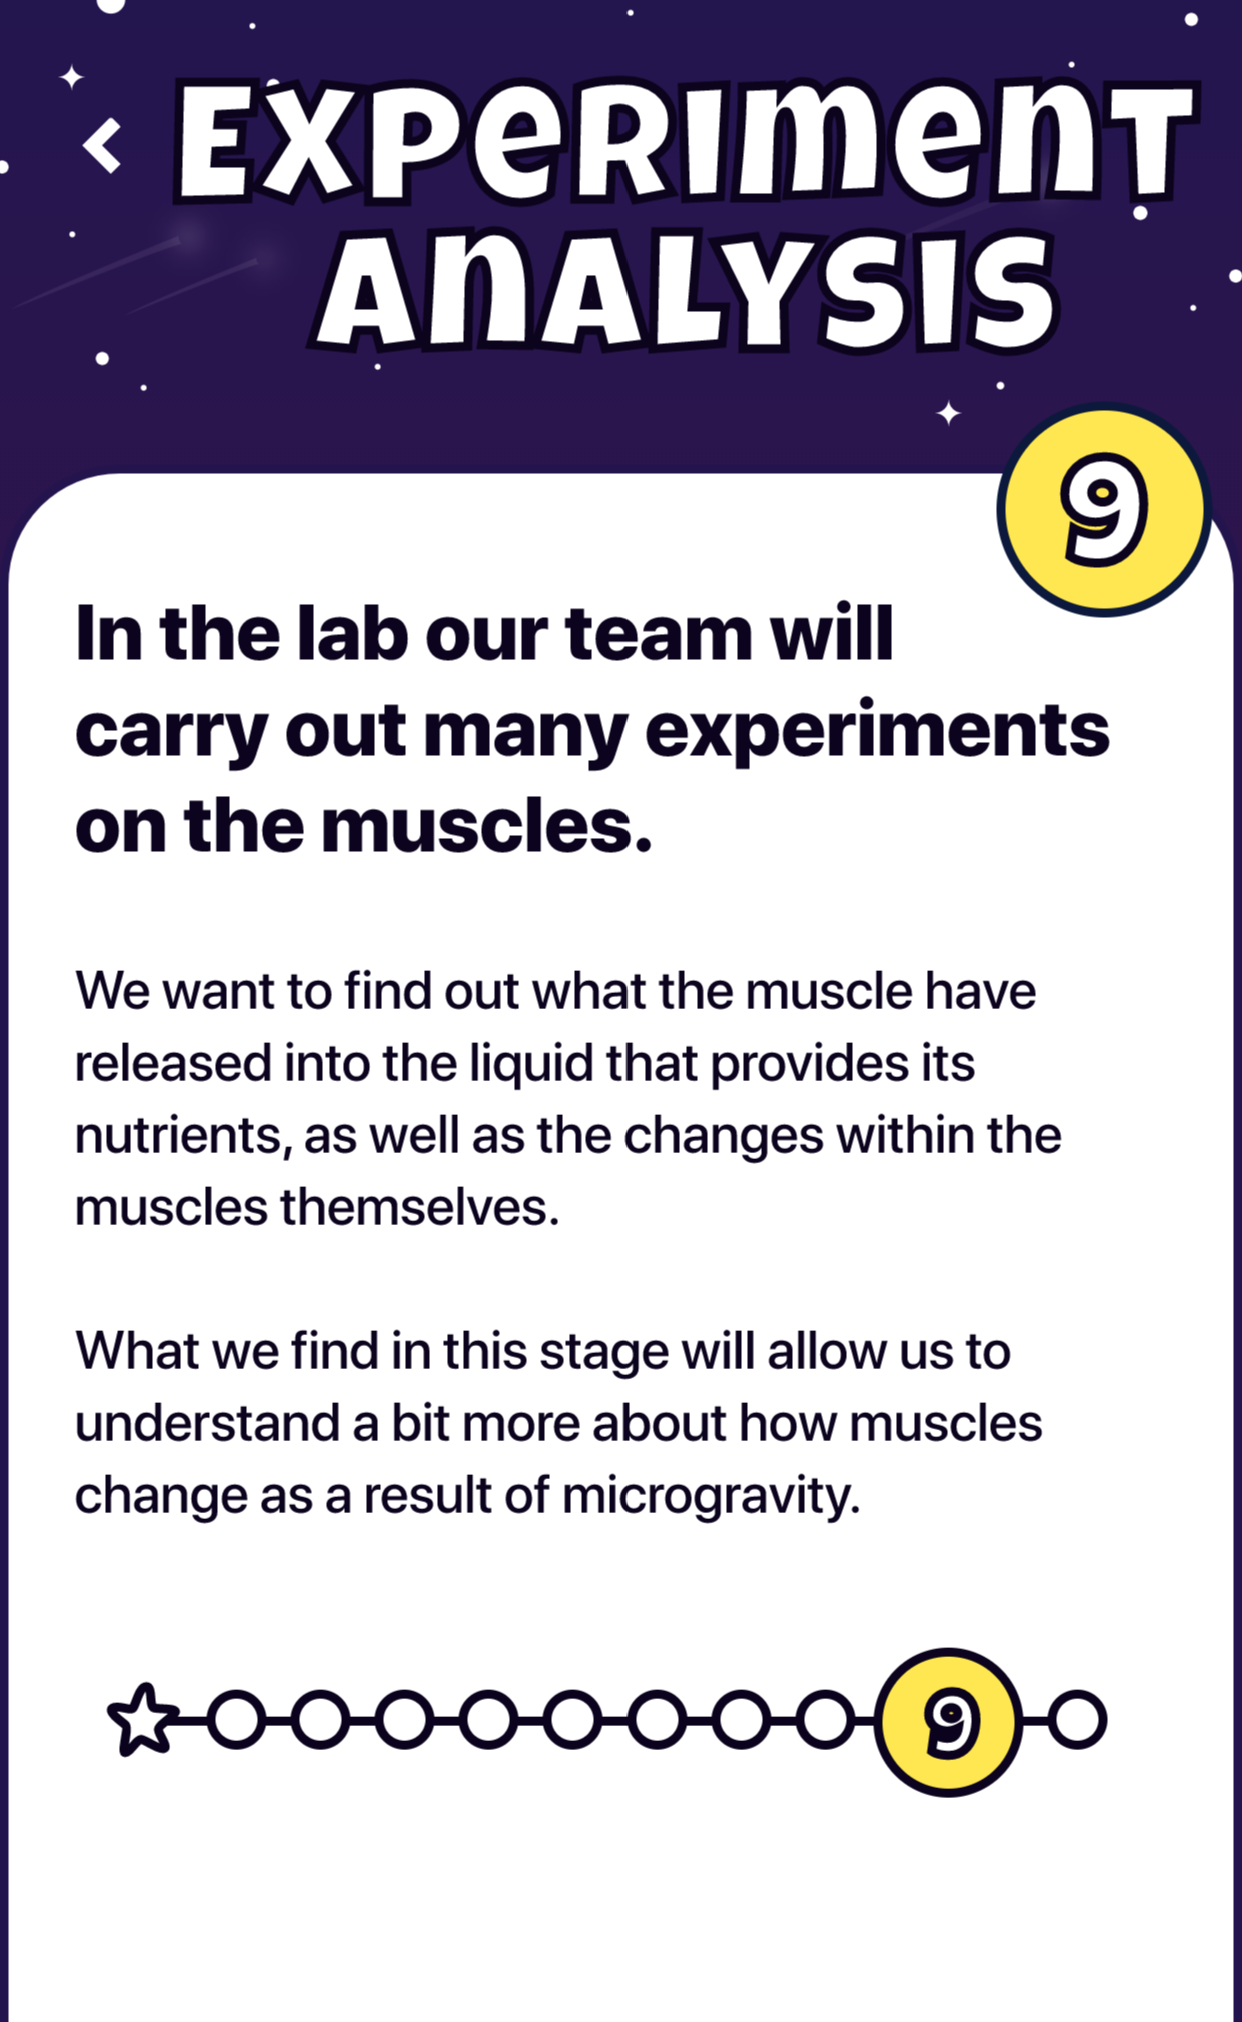 EXPERIMENT
ANALYSIS
9
In the lab our team will
carry out many experiments
on the muscles.
We want to find out what the muscle have
released into the liquid that provides its
nutrients, as well as the changes within the
muscles themselves.
What we find in this stage will allow us to
understand a bit more about how muscles
change as a result of microgravity.
9